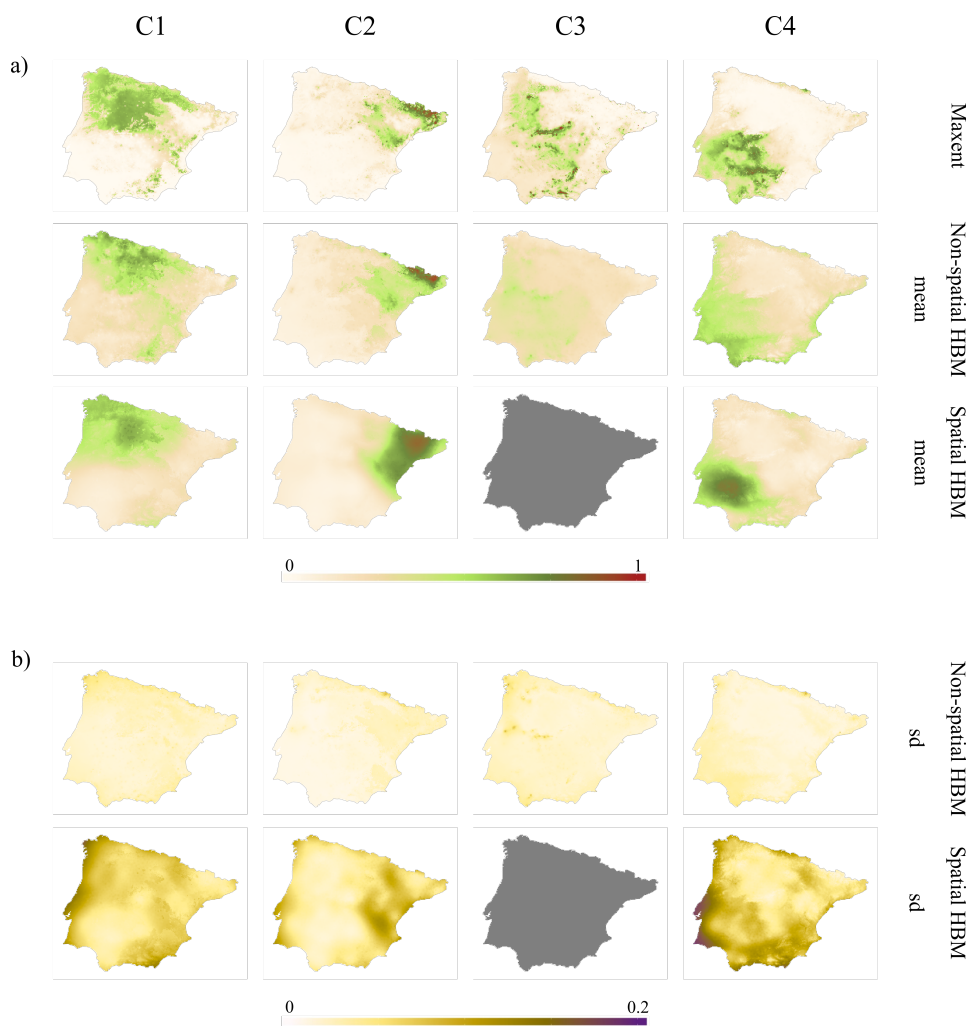 C1 C2 C3 C4
a)
Maxent
Non-spatial HBM
mean
Spatial HBM
mean
0 1
b)
Non-spatial HBM
sd
Spatial HBM
sd
0 0.2